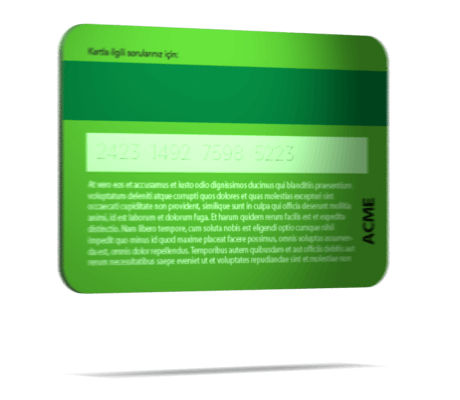 Kartla ilgili sorularınız için:
2423 1492 7598 5223
At vero eos et accusamus et iusto odio dignissimos ducimus qui blanditiis praesentium
voluptatum deleniti atque corrupti quos dolores et quas molestias excepturi sint
occaecati cupiditate non provident, similique sunt in culpa qui officia deserunt mollitia
animi, id est laborum et dolorum fuga. Et harum quidem rerum facilis est et expedita
distinctio. Nam libero tempore, cum soluta nobis est eligendi optio cumque nihil
impedit quo minus id quod maxime placeat facere possimus, omnis voluptas assumen-
da est, omnis dolor repellendus. Temporibus autem quibusdam et aut officiis debitis aut
rerum necessitatibus saepe eveniet ut et voluptates repudiandae sint et molestiae non
ACME